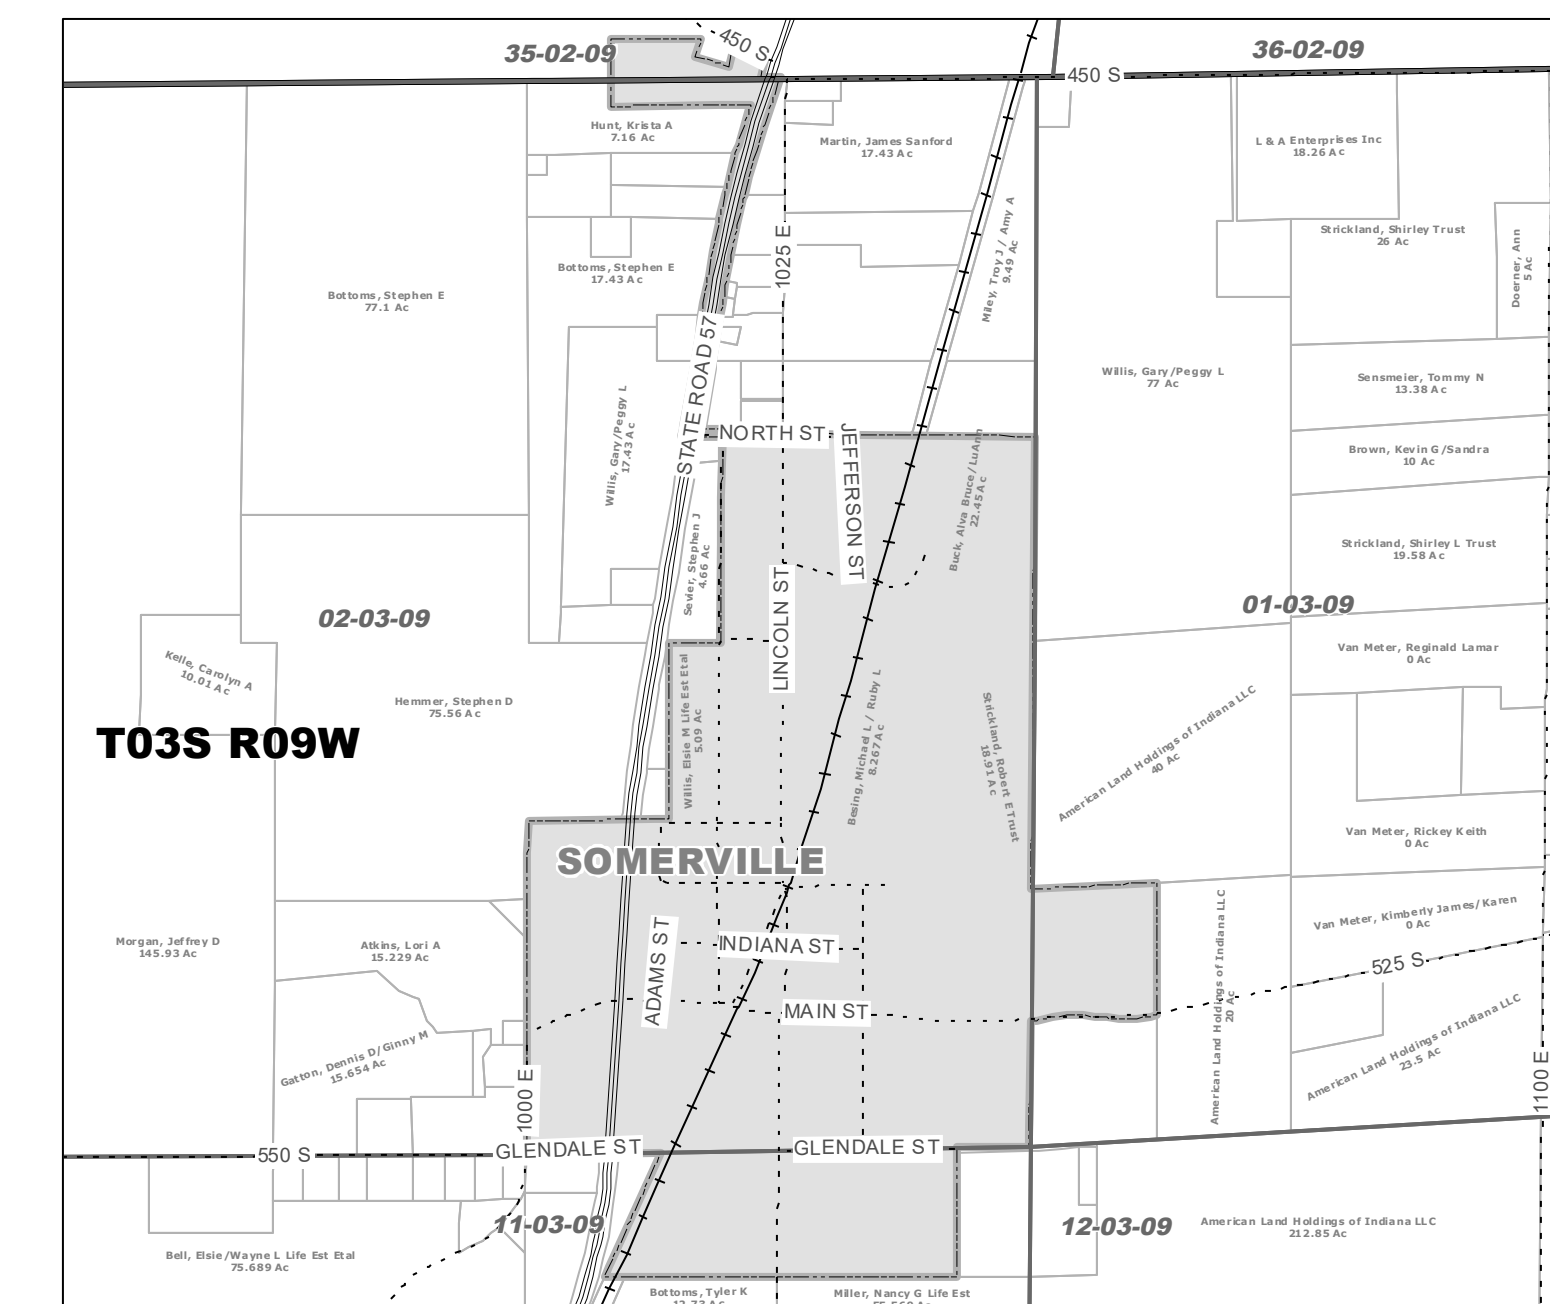 450 S
35-02-09
36-02-09
450 S
Hunt, Krista A
7.16 Ac
Martin, James Sanford
17.43 Ac
L & A Enterprises Inc
18.26 Ac
Strickland, Shirley Trust
26 Ac
Doerner, Ann
5 Ac
Miley, Troy J / Amy A
9.49 Ac
1025 E
Bottoms, Stephen E
17.43 Ac
Bottoms, Stephen E
77.1 Ac
STATE ROAD 57
Willis, Gary/Peggy L
77 Ac
Sensmeier, Tommy N
13.38 Ac
Willis, Gary/Peggy L
17.43 Ac
NORTH ST
JEFFERSON ST
Buck, Alva Bruce/LuAnn
22.45 Ac
Brown, Kevin G/Sandra
10 Ac
Sevier, Stephen J
4.66 Ac
Strickland, Shirley L Trust
19.58 Ac
LINCOLN ST
02-03-09
01-03-09
Kelle, Carolyn A
10.01 Ac
Van Meter, Reginald Lamar
0 Ac
Hemmer, Stephen D
75.56 Ac
Willis, Elsie M Life Est Etal
5.09 Ac
Besing, Michael L / Ruby L
8.267 Ac
Strickland, Robert E Trust
18.91 Ac
American Land Holdings of Indiana LLC
40 Ac
T03S R09W
Van Meter, Rickey Keith
0 Ac
SOMERVILLE
Van Meter, Kimberly James/Karen
0 Ac
Morgan, Jeffrey D
145.93 Ac
Atkins, Lori A
15.229 Ac
ADAMS ST
INDIANA ST
American Land Holdings of Indiana LLC
20 Ac
525 S
MAIN ST
Gatton, Dennis D/Ginny M
15.654 Ac
American Land Holdings of Indiana LLC
23.5 Ac
1000 E
1100 E
550 S
GLENDALE ST
GLENDALE ST
11-03-09
12-03-09
American Land Holdings of Indiana LLC
212.85 Ac
Bell, Elsie/Wayne L Life Est Etal
75.689 Ac
Bottoms, Tyler K
12.73 Ac
Miller, Nancy G Life Est